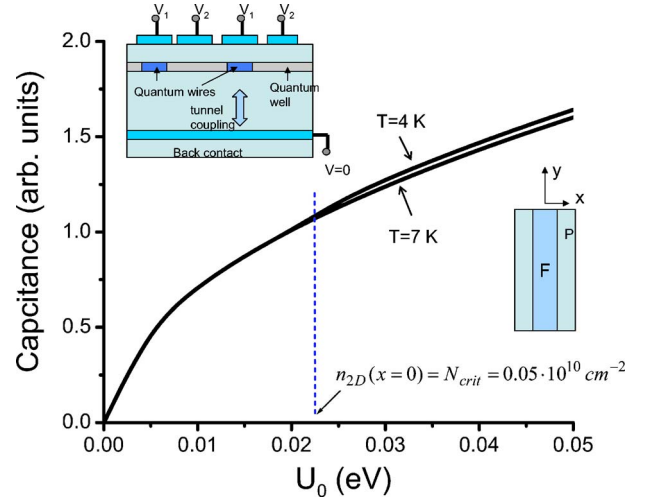 V1 V2 V1 V2
2.0
Quantum wires
Quantum
well
tunnel
coupling
Back contact
V=0
1.5
T=4 K
T=7 K
y
x
P
F
1.0
0.5
n2D(x=0)=Ncrit=0.05·10^10 cm^-2
0.0
0.00 0.01 0.02 0.03 0.04 0.05
U0 (eV)
Capcitance (arb. units)